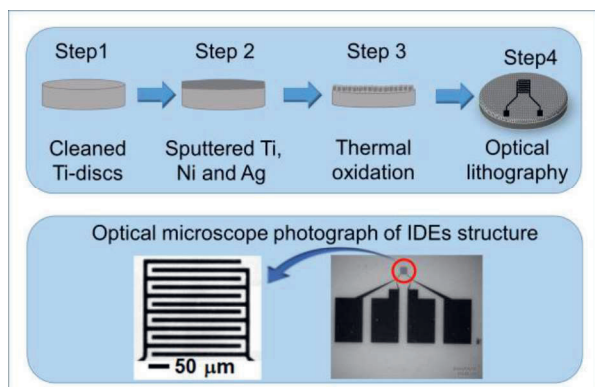 Step1
Step 2
Step 3
Step4
Cleaned
Ti-discs
Sputtered Ti,
Ni and Ag
Thermal
oxidation
Optical
lithography
Optical microscope photograph of IDEs structure
50 µm